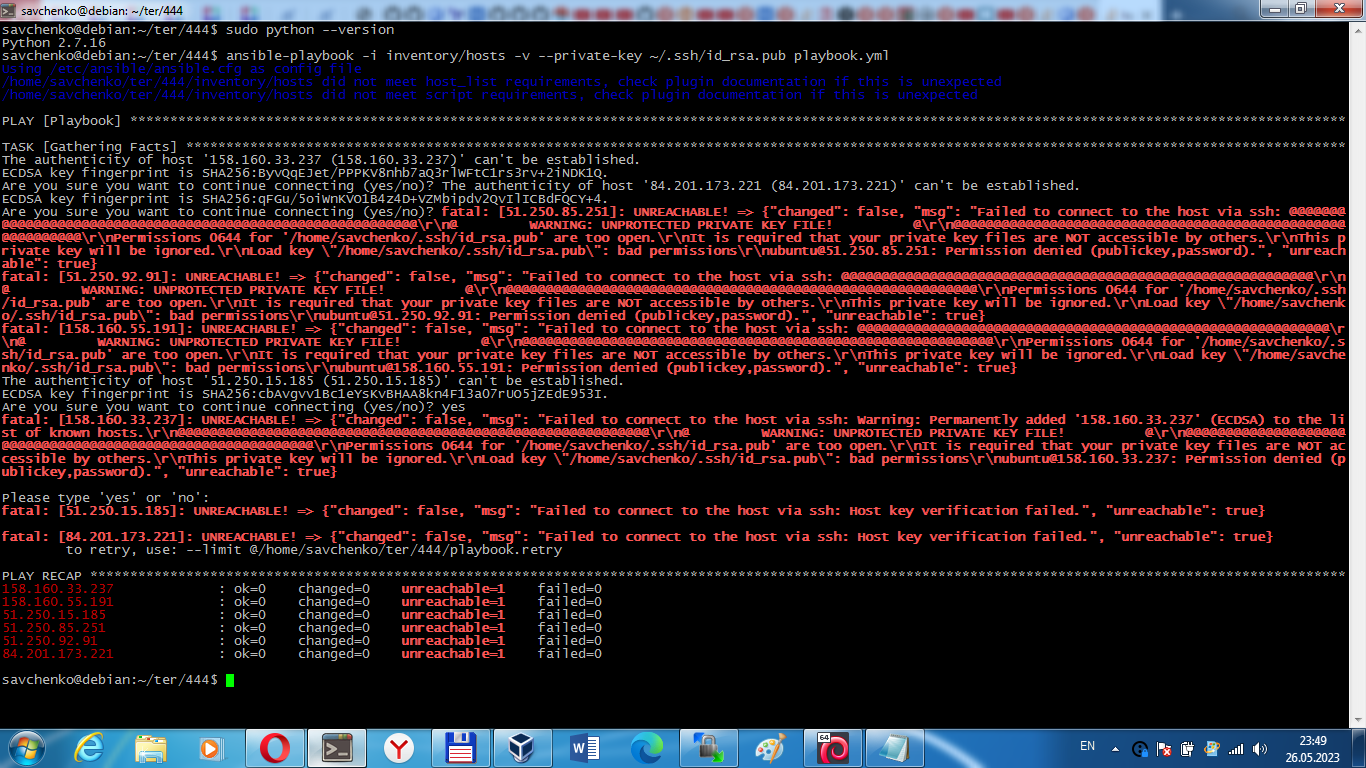 savchenko@debian: ~/ter/444
savchenko@debian:~/ter/444$ sudo python --version
Python 2.7.16
savchenko@debian:~/ter/444$ ansible-playbook -i inventory/hosts -v --private-key ~/.ssh/id_rsa.pub playbook.yml
Using /etc/ansible/ansible.cfg as config file
/home/savchenko/ter/444/inventory/hosts did not meet host_list requirements, check plugin documentation if this is unexpected
/home/savchenko/ter/444/inventory/hosts did not meet script requirements, check plugin documentation if this is unexpected
PLAY [Playbook] ****************************************************************************************************************************************************
TASK [Gathering Facts] *********************************************************************************************************************************************
The authenticity of host '158.160.33.237 (158.160.33.237)' can't be established.
ECDSA key fingerprint is SHA256:ByvQqEJet/PPPKV8nhb7aQ3rlWFtC1rs3rv+2iNDK1Q.
Are you sure you want to continue connecting (yes/no)? The authenticity of host '84.201.173.221 (84.201.173.221)' can't be established.
ECDSA key fingerprint is SHA256:qFGu/5oiWnKVO1B4z4D+VZMbipdv2QvIlICBdFQCY+4.
Are you sure you want to continue connecting (yes/no)? fatal: [51.250.85.251]: UNREACHABLE! => {"changed": false, "msg": "Failed to connect to the host via ssh: @@@@@@@
@@@@@@@@@@@@@@@@@@@@@@@@@@@@@@@@@@@@@@@@@@@@@@@@@@@@\r\n@         WARNING: UNPROTECTED PRIVATE KEY FILE!          @\r\n@@@@@@@@@@@@@@@@@@@@@@@@@@@@@@@@@@@@@@@@@@@@@@@@@
@@@@@@@@@@\r\nPermissions 0644 for '/home/savchenko/.ssh/id_rsa.pub' are too open.\r\nIt is required that your private key files are NOT accessible by others.\r\nThis p
rivate key will be ignored.\r\nLoad key \"/home/savchenko/.ssh/id_rsa.pub\": bad permissions\r\nubuntu@51.250.85.251: Permission denied (publickey,password).", "unreach
able": true}
fatal: [51.250.92.91]: UNREACHABLE! => {"changed": false, "msg": "Failed to connect to the host via ssh: @@@@@@@@@@@@@@@@@@@@@@@@@@@@@@@@@@@@@@@@@@@@@@@@@@@@@@@@@@@\r\n
@         WARNING: UNPROTECTED PRIVATE KEY FILE!          @\r\n@@@@@@@@@@@@@@@@@@@@@@@@@@@@@@@@@@@@@@@@@@@@@@@@@@@@@@@@@@@\r\nPermissions 0644 for '/home/savchenko/.ssh
/id_rsa.pub' are too open.\r\nIt is required that your private key files are NOT accessible by others.\r\nThis private key will be ignored.\r\nLoad key \"/home/savchenk
o/.ssh/id_rsa.pub\": bad permissions\r\nubuntu@51.250.92.91: Permission denied (publickey,password).", "unreachable": true}
fatal: [158.160.55.191]: UNREACHABLE! => {"changed": false, "msg": "Failed to connect to the host via ssh: @@@@@@@@@@@@@@@@@@@@@@@@@@@@@@@@@@@@@@@@@@@@@@@@@@@@@@@@@@@\r
\n@         WARNING: UNPROTECTED PRIVATE KEY FILE!          @\r\n@@@@@@@@@@@@@@@@@@@@@@@@@@@@@@@@@@@@@@@@@@@@@@@@@@@@@@@@@@@\r\nPermissions 0644 for '/home/savchenko/.s
sh/id_rsa.pub' are too open.\r\nIt is required that your private key files are NOT accessible by others.\r\nThis private key will be ignored.\r\nLoad key \"/home/savche
nko/.ssh/id_rsa.pub\": bad permissions\r\nubuntu@158.160.55.191: Permission denied (publickey,password).", "unreachable": true}
The authenticity of host '51.250.15.185 (51.250.15.185)' can't be established.
ECDSA key fingerprint is SHA256:cbAvgvv1Bc1eYsKvBHAA8kn4F13aO7rUO5jZEdE953I.
Are you sure you want to continue connecting (yes/no)? yes
fatal: [158.160.33.237]: UNREACHABLE! => {"changed": false, "msg": "Failed to connect to the host via ssh: Warning: Permanently added '158.160.33.237' (ECDSA) to the li
st of known hosts.\r\n@@@@@@@@@@@@@@@@@@@@@@@@@@@@@@@@@@@@@@@@@@@@@@@@@@@@@@@@@@@\r\n@         WARNING: UNPROTECTED PRIVATE KEY FILE!          @\r\n@@@@@@@@@@@@@@@@@@@@
@@@@@@@@@@@@@@@@@@@@@@@@@@@@@@@@@@@@@@@\r\nPermissions 0644 for '/home/savchenko/.ssh/id_rsa.pub' are too open.\r\nIt is required that your private key files are NOT ac
cessible by others.\r\nThis private key will be ignored.\r\nLoad key \"/home/savchenko/.ssh/id_rsa.pub\": bad permissions\r\nubuntu@158.160.33.237: Permission denied (p
ublickey,password).", "unreachable": true}
Please type 'yes' or 'no':
fatal: [51.250.15.185]: UNREACHABLE! => {"changed": false, "msg": "Failed to connect to the host via ssh: Host key verification failed.", "unreachable": true}
fatal: [84.201.173.221]: UNREACHABLE! => {"changed": false, "msg": "Failed to connect to the host via ssh: Host key verification failed.", "unreachable": true}
        to retry, use: --limit @/home/savchenko/ter/444/playbook.retry
PLAY RECAP *********************************************************************************************************************************************************
158.160.33.237             : ok=0    changed=0    unreachable=1    failed=0
158.160.55.191             : ok=0    changed=0    unreachable=1    failed=0
51.250.15.185              : ok=0    changed=0    unreachable=1    failed=0
51.250.85.251              : ok=0    changed=0    unreachable=1    failed=0
51.250.92.91               : ok=0    changed=0    unreachable=1    failed=0
84.201.173.221             : ok=0    changed=0    unreachable=1    failed=0
savchenko@debian:~/ter/444$
64
EN
23:49
26.05.2023